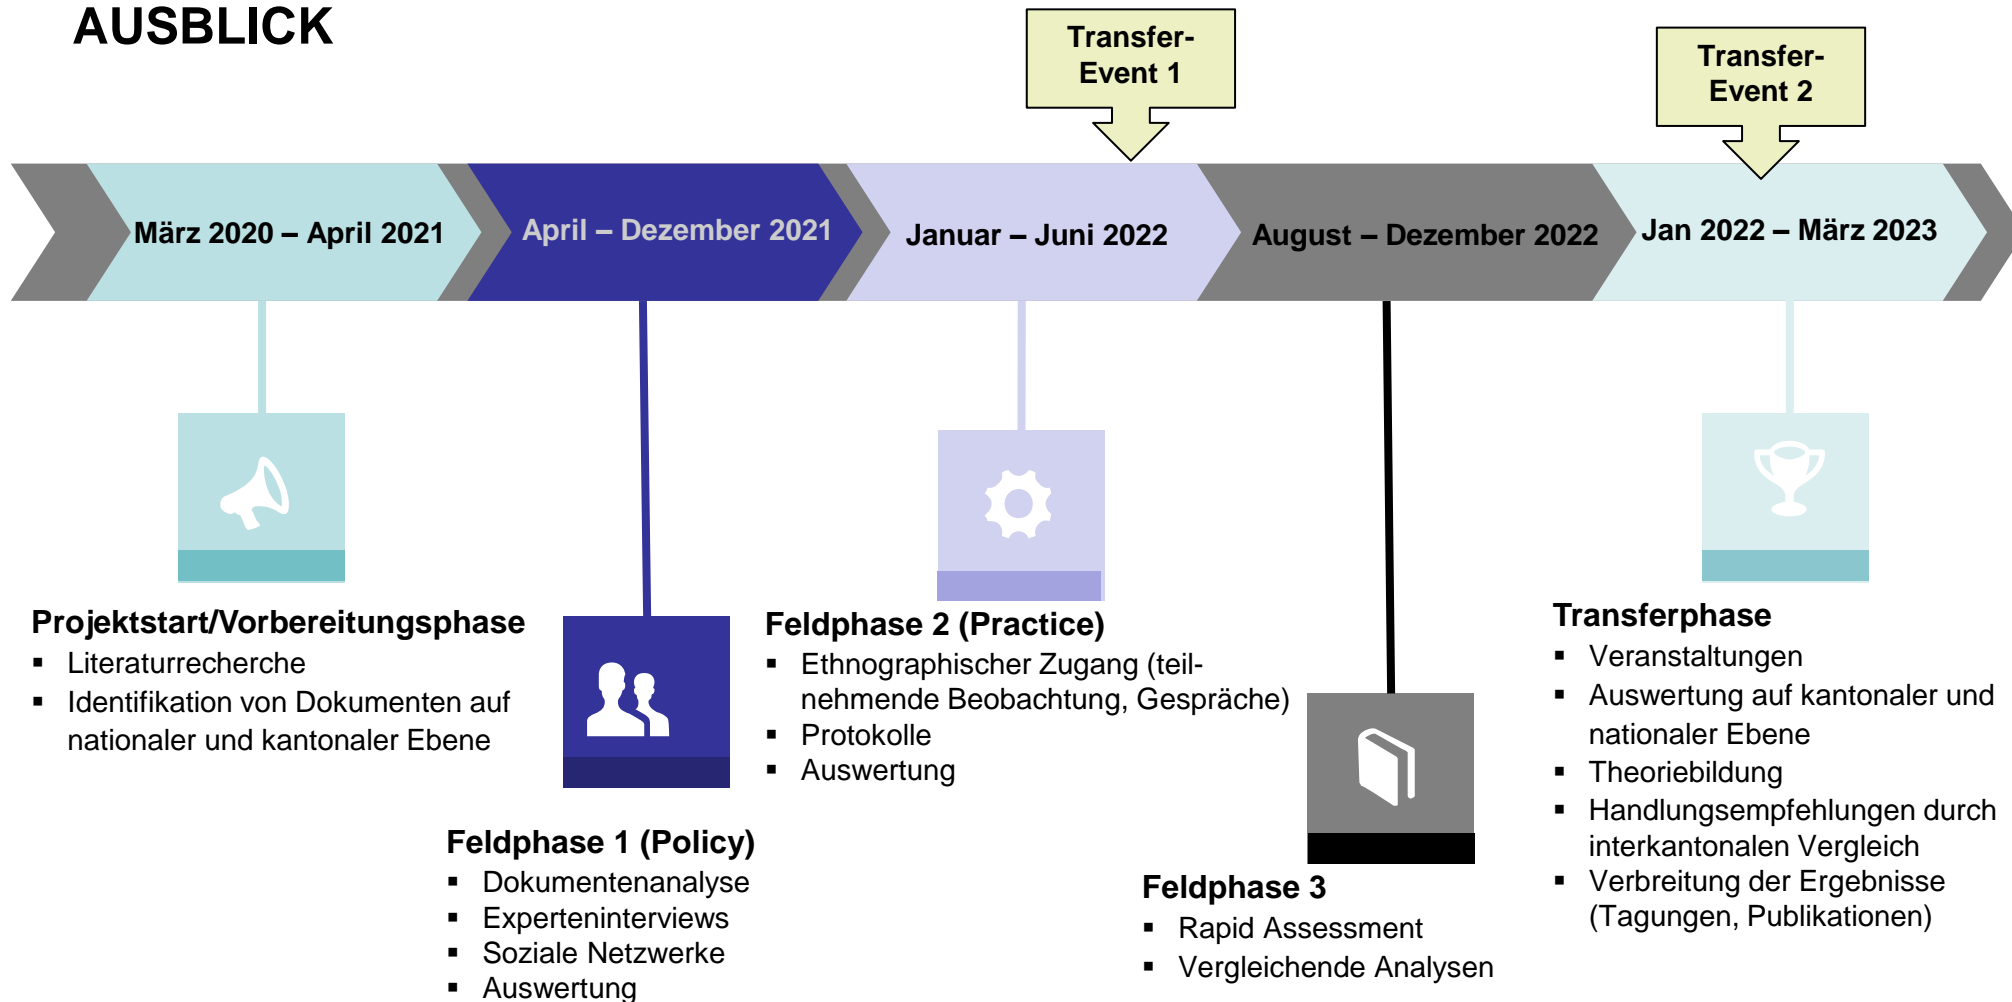 AUSBLICK
Transfer-
Event 1
Transfer-
Event 2
März 2020 – April 2021
April – Dezember 2021
Januar – Juni 2022
August – Dezember 2022
Jan 2022 – März 2023
Projektstart/Vorbereitungsphase
▪ Literaturrecherche
▪ Identifikation von Dokumenten auf
nationaler und kantonaler Ebene
Feldphase 1 (Policy)
▪ Dokumentenanalyse
▪ Experteninterviews
▪ Soziale Netzwerke
▪ Auswertung
Feldphase 2 (Practice)
▪ Ethnographischer Zugang (teil-
nehmende Beobachtung, Gespräche)
▪ Protokolle
▪ Auswertung
Feldphase 3
▪ Rapid Assessment
▪ Vergleichende Analysen
Transferphase
▪ Veranstaltungen
▪ Auswertung auf kantonaler und
nationaler Ebene
▪ Theoriebildung
▪ Handlungsempfehlungen durch
interkantonalen Vergleich
▪ Verbreitung der Ergebnisse
(Tagungen, Publikationen)